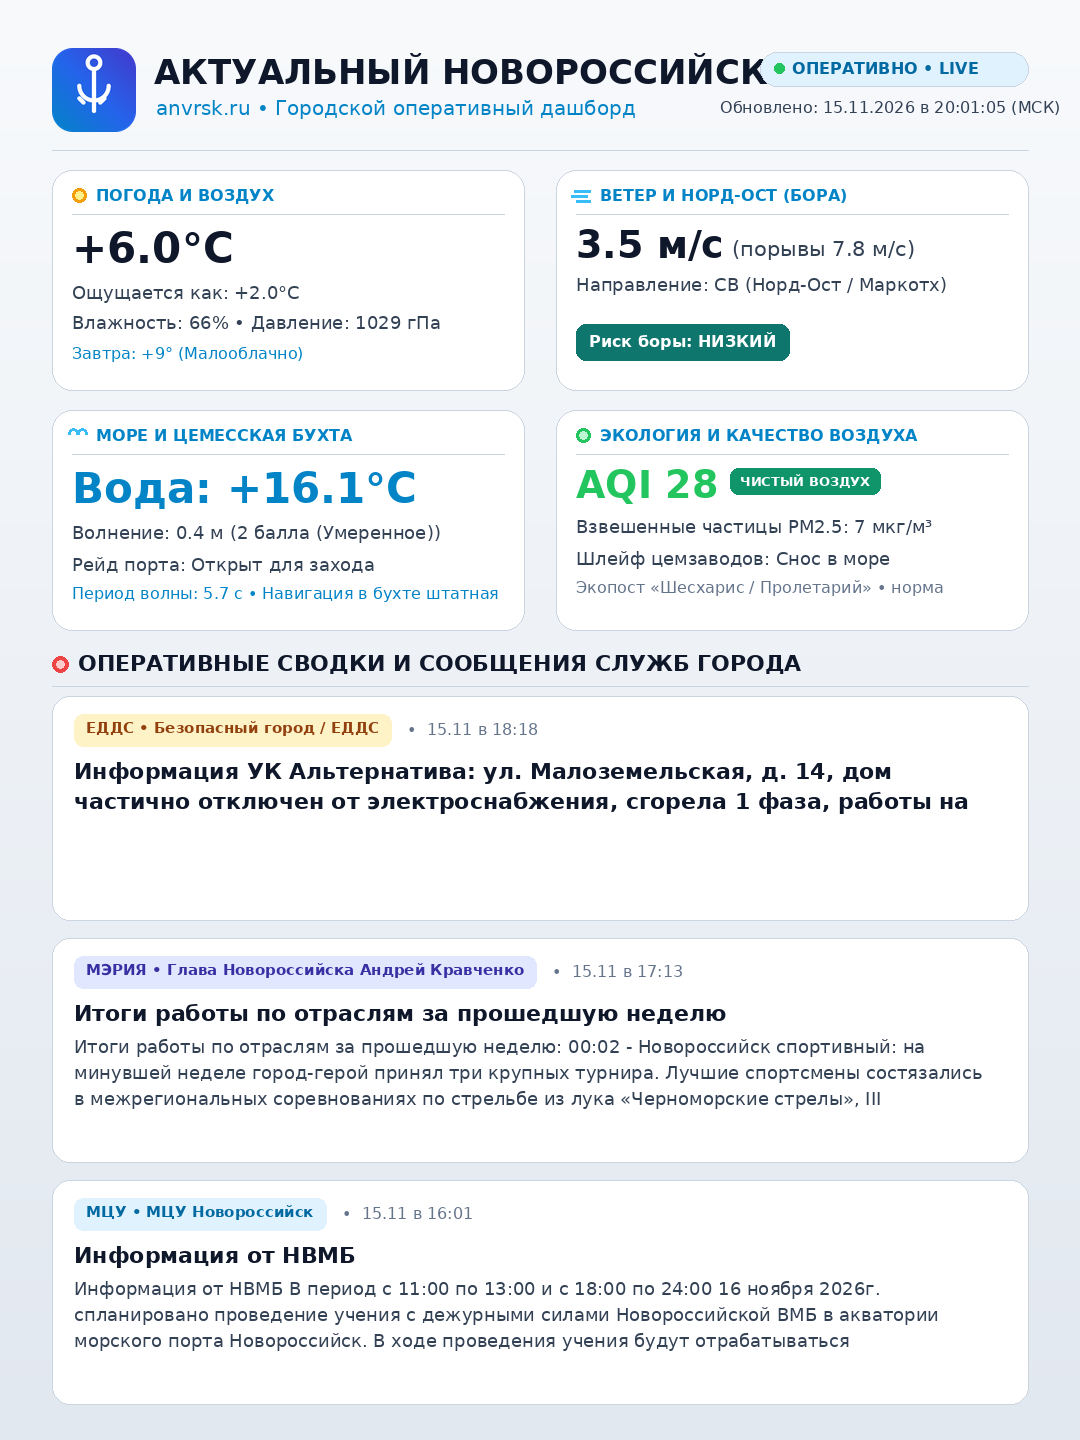 АКТУАЛЬНЫЙ НОВОРОССИЙСК
ОПЕРАТИВНО • LIVE
anvrsk.ru • Городской оперативный дашборд
Обновлено: 15.11.2026 в 20:01:05 (МСК)
ПОГОДА И ВОЗДУХ
+6.0°C
Ощущается как: +2.0°C
Влажность: 66% • Давление: 1029 гПа
Завтра: +9° (Малооблачно)
ВЕТЕР И НОРД-ОСТ (БОРА)
3.5 м/с (порывы 7.8 м/с)
Направление: СВ (Норд-Ост / Маркотх)
Риск боры: НИЗКИЙ
МОРЕ И ЦЕМЕССКАЯ БУХТА
Вода: +16.1°C
Волнение: 0.4 м (2 балла (Умеренное))
Рейд порта: Открыт для захода
Период волны: 5.7 с • Навигация в бухте штатная
ЭКОЛОГИЯ И КАЧЕСТВО ВОЗДУХА
AQI 28 ЧИСТЫЙ ВОЗДУХ
Взвешенные частицы PM2.5: 7 мкг/м³
Шлейф цемзаводов: Снос в море
Экопост «Шесхарис / Пролетарий» • норма
ОПЕРАТИВНЫЕ СВОДКИ И СООБЩЕНИЯ СЛУЖБ ГОРОДА
ЕДДС • Безопасный город / ЕДДС • 15.11 в 18:18
Информация УК Альтернатива: ул. Малоземельская, д. 14, дом
частично отключен от электроснабжения, сгорела 1 фаза, работы на
МЭРИЯ • Глава Новороссийска Андрей Кравченко • 15.11 в 17:13
Итоги работы по отраслям за прошедшую неделю
Итоги работы по отраслям за прошедшую неделю: 00:02 - Новороссийск спортивный: на
минувшей неделе город-герой принял три крупных турнира. Лучшие спортсмены состязались
в межрегиональных соревнованиях по стрельбе из лука «Черноморские стрелы», III
МЦУ • МЦУ Новороссийск • 15.11 в 16:01
Информация от НВМБ
Информация от НВМБ В период с 11:00 по 13:00 и с 18:00 по 24:00 16 ноября 2026г.
спланировано проведение учения с дежурными силами Новороссийской ВМБ в акватории
морского порта Новороссийск. В ходе проведения учения будут отрабатываться